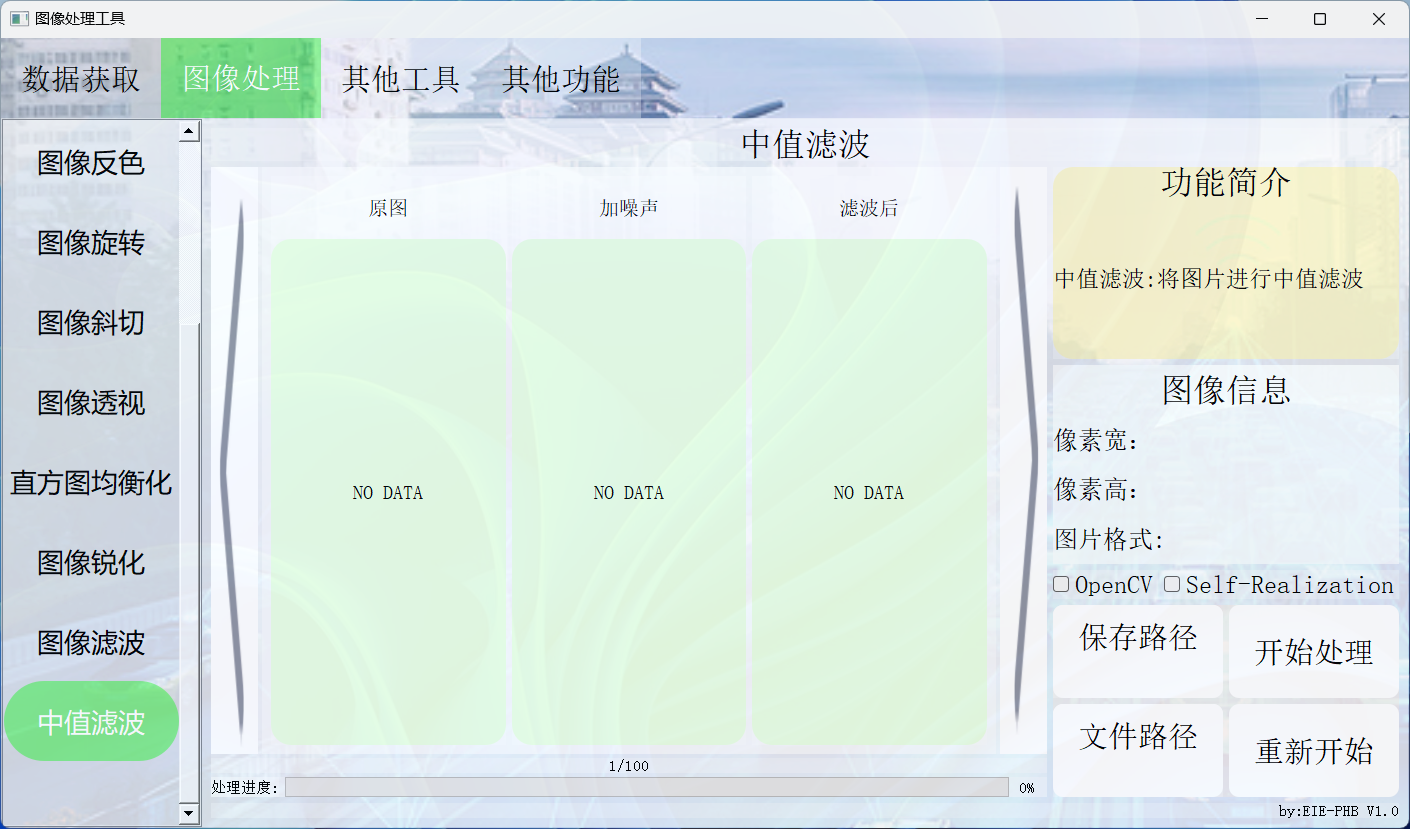 图像处理工具
数据获取
图像处理
其他工具
其他功能
图像反色
图像旋转
图像斜切
图像透视
直方图均衡化
图像锐化
图像滤波
中值滤波
中值滤波
原图
加噪声
滤波后
NO DATA
NO DATA
NO DATA
1/100
处理进度:
0%
功能简介
中值滤波:将图片进行中值滤波
图像信息
像素宽:
像素高:
图片格式:
OpenCV
Self-Realization
保存路径
开始处理
文件路径
重新开始
by:EIE-PHB V1.0